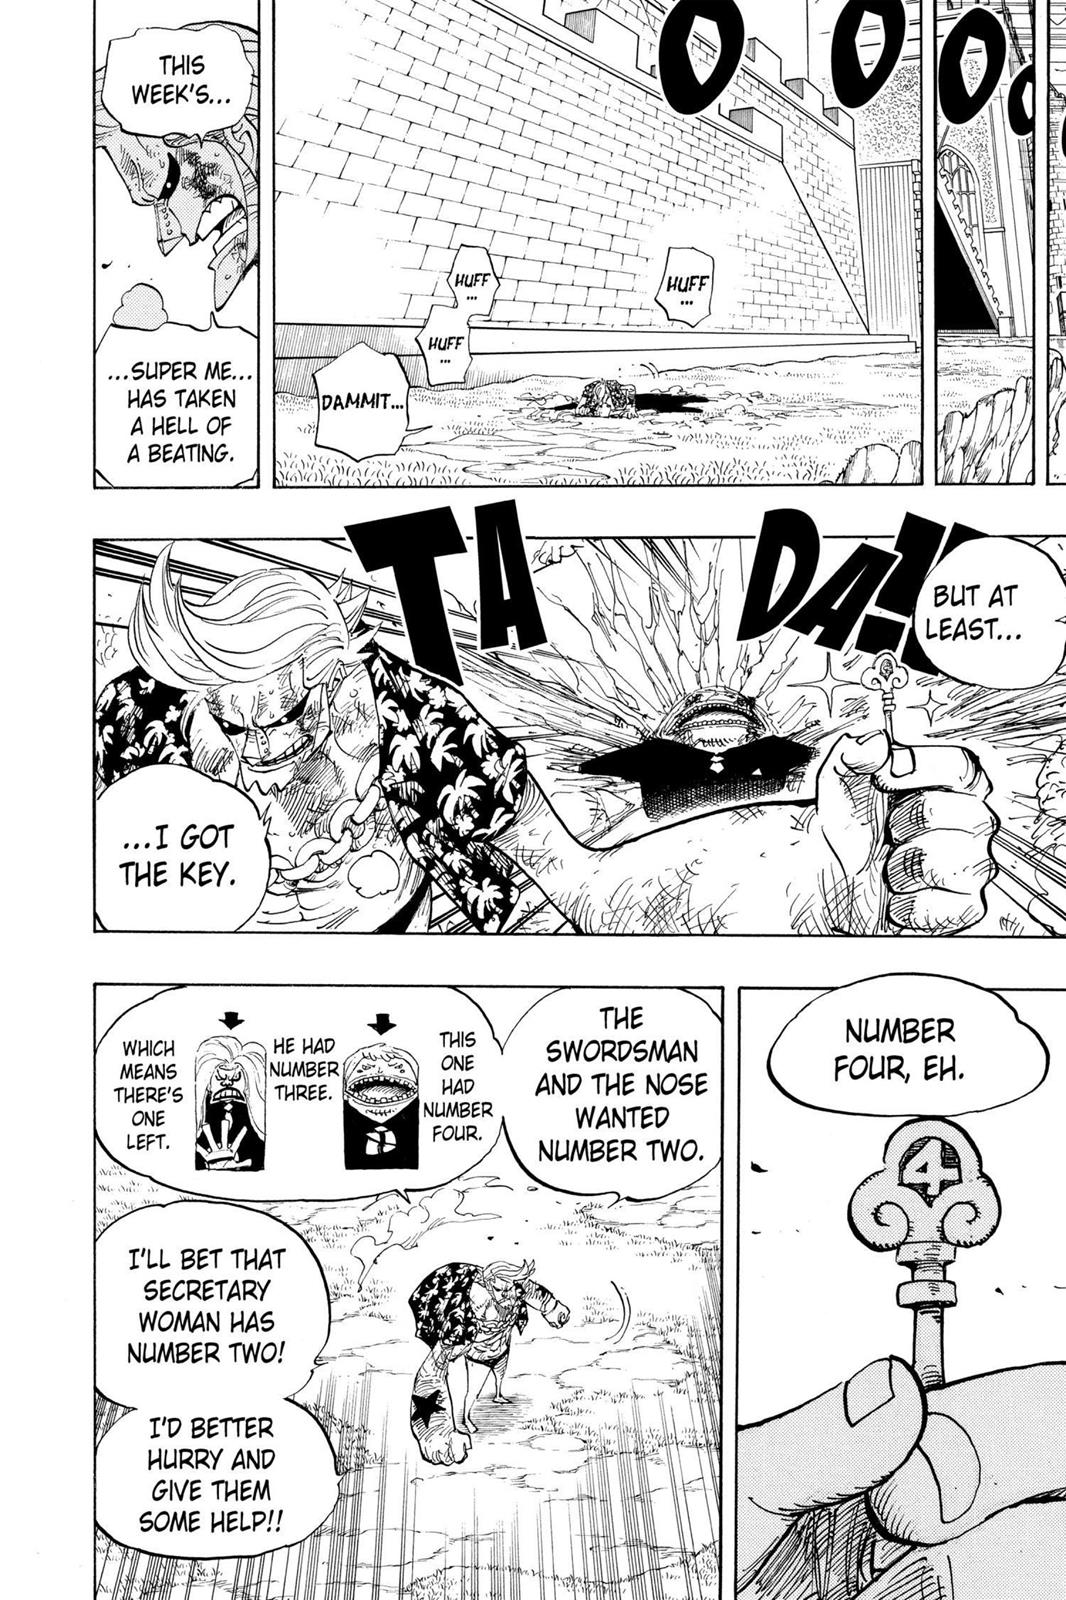 O
O
O
O
HUFF
...
HUFF
...
HUFF
...
DAMMIT...
THIS
WEEK'S...
...SUPER ME...
HAS TAKEN
A HELL OF
A BEATING.
TA DA!!
BUT AT
LEAST...
...I GOT
THE KEY.
NUMBER
FOUR, EH.
4
THE
SWORDSMAN
AND THE NOSE
WANTED
NUMBER TWO.
THIS
ONE
HAD
NUMBER
FOUR.
HE HAD
NUMBER
THREE.
WHICH
MEANS
THERE'S
ONE
LEFT.
I'LL BET THAT
SECRETARY
WOMAN HAS
NUMBER TWO!
I'D BETTER
HURRY AND
GIVE THEM
SOME HELP!!